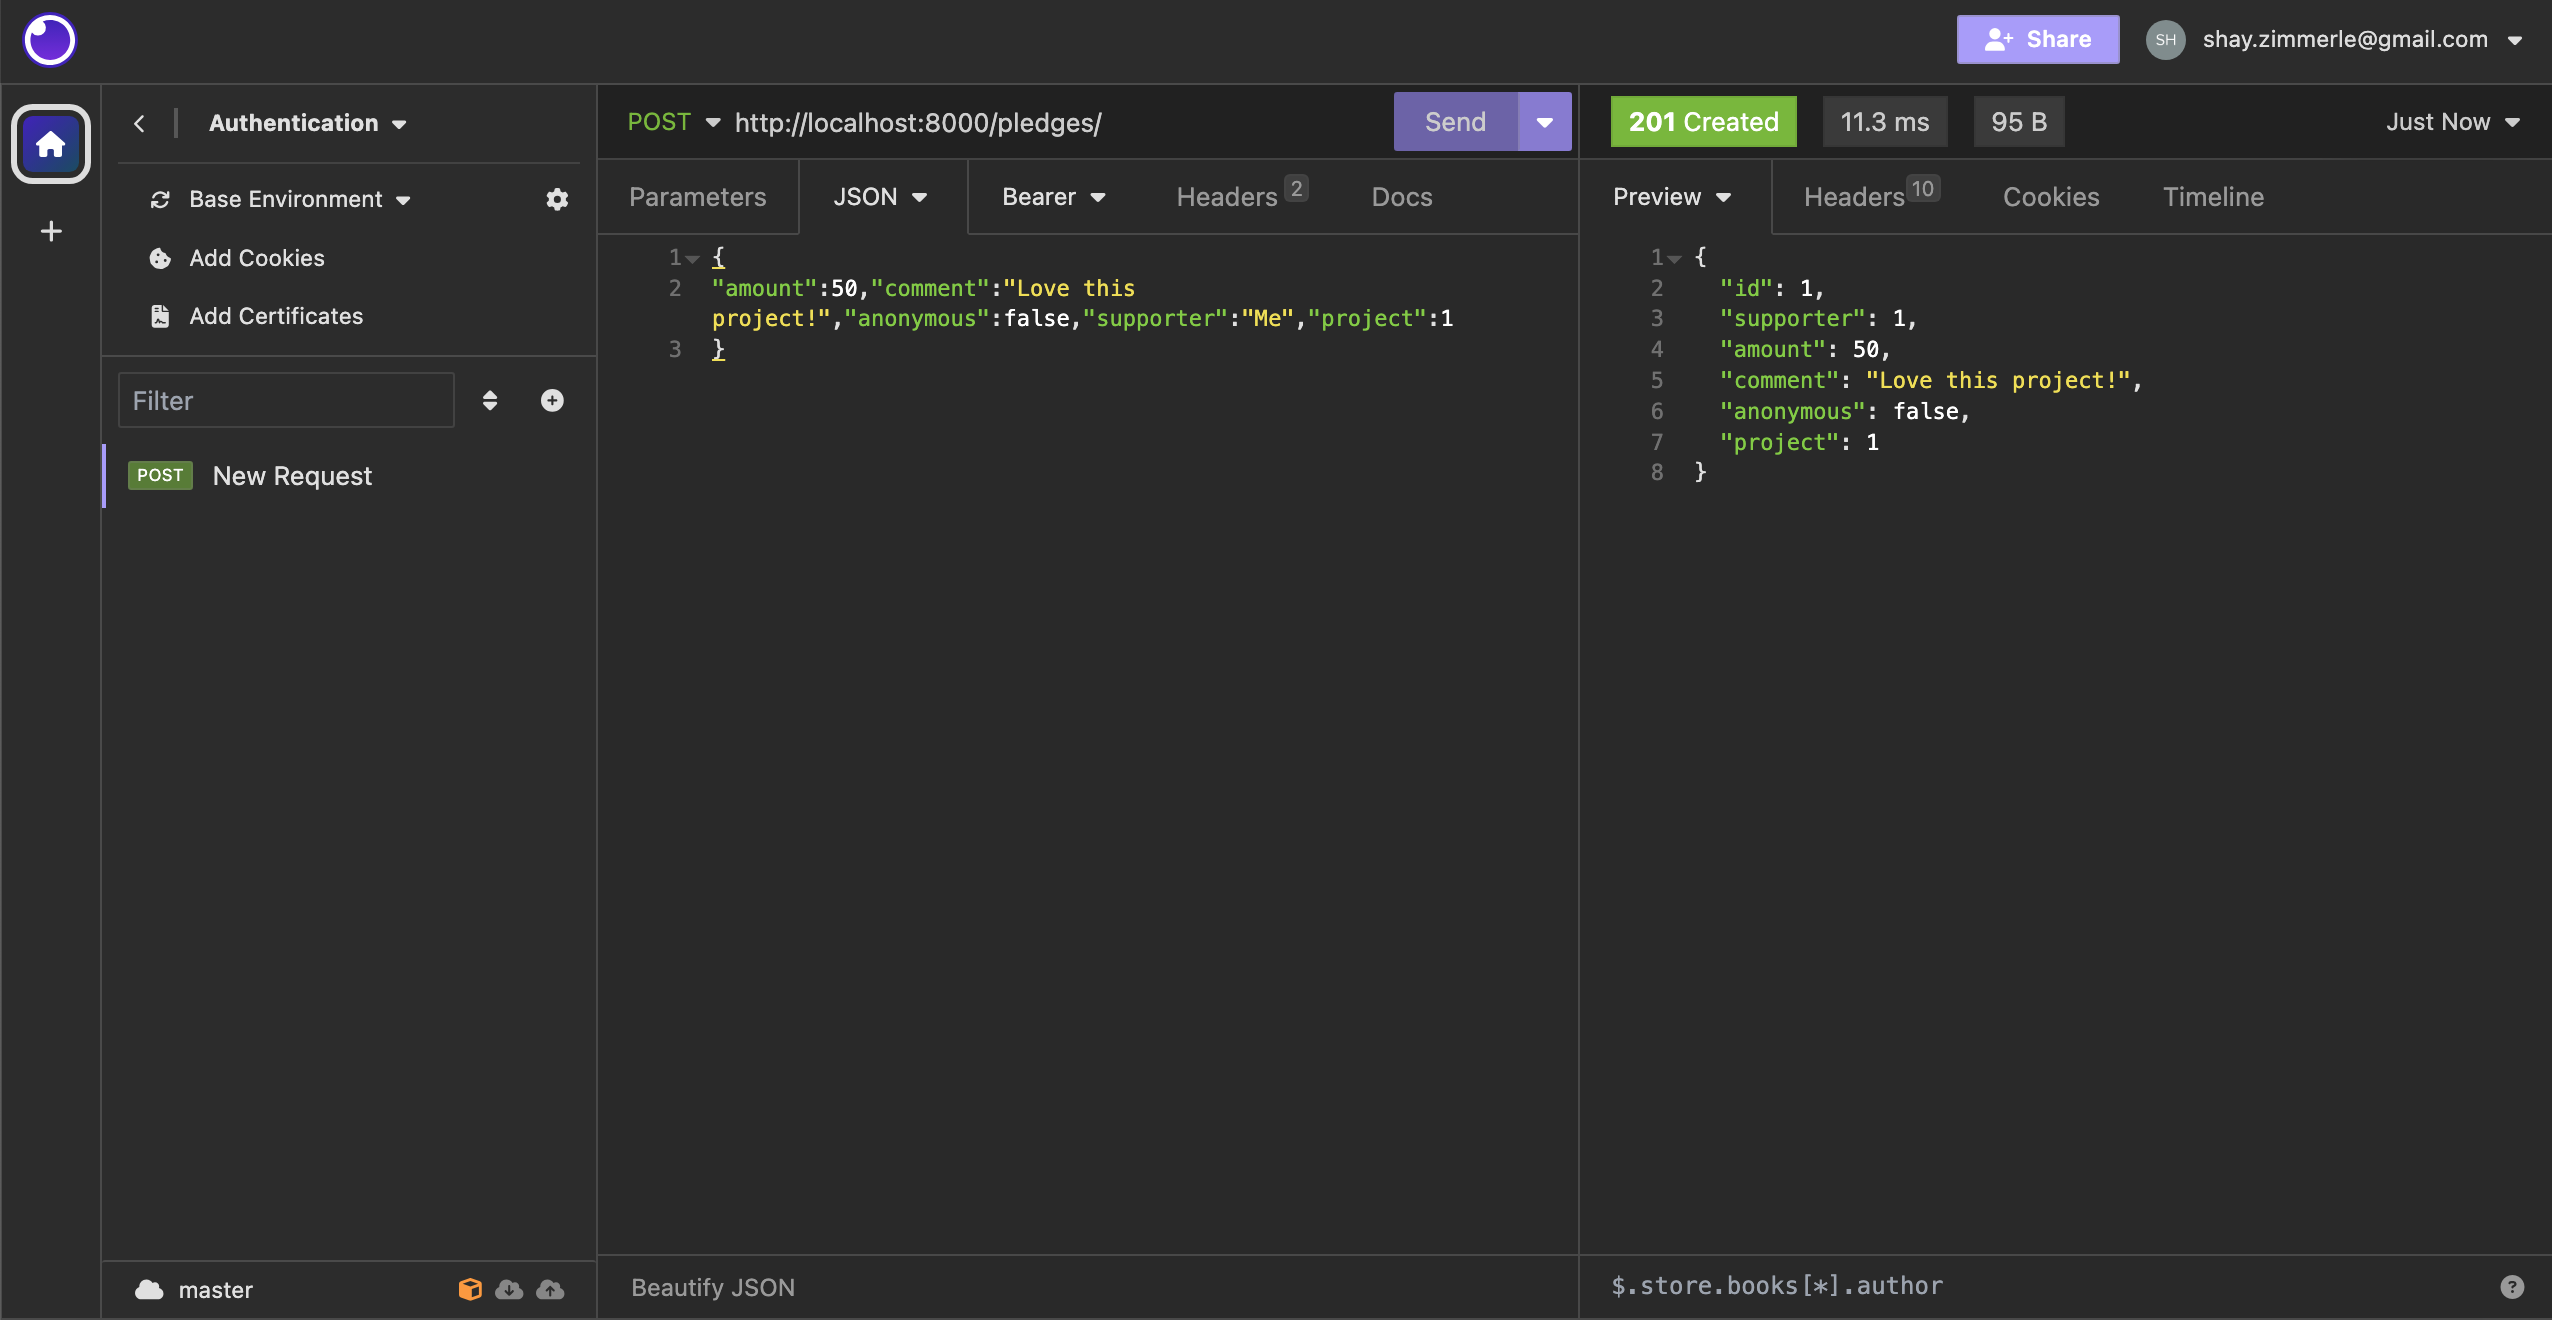 Share
SH
shay.zimmerle@gmail.com
Authentication
Base Environment
Add Cookies
Add Certificates
Filter
POST New Request
master
POST http://localhost:8000/pledges/
Send
Parameters
JSON
Bearer
Headers 2
Docs
1 {
2 "amount":50,"comment":"Love this
project!","anonymous":false,"supporter":"Me","project":1
3 }
Beautify JSON
201 Created
11.3 ms
95 B
Just Now
Preview
Headers 10
Cookies
Timeline
1 {
2 "id": 1,
3 "supporter": 1,
4 "amount": 50,
5 "comment": "Love this project!",
6 "anonymous": false,
7 "project": 1
8 }
$.store.books[*].author
?